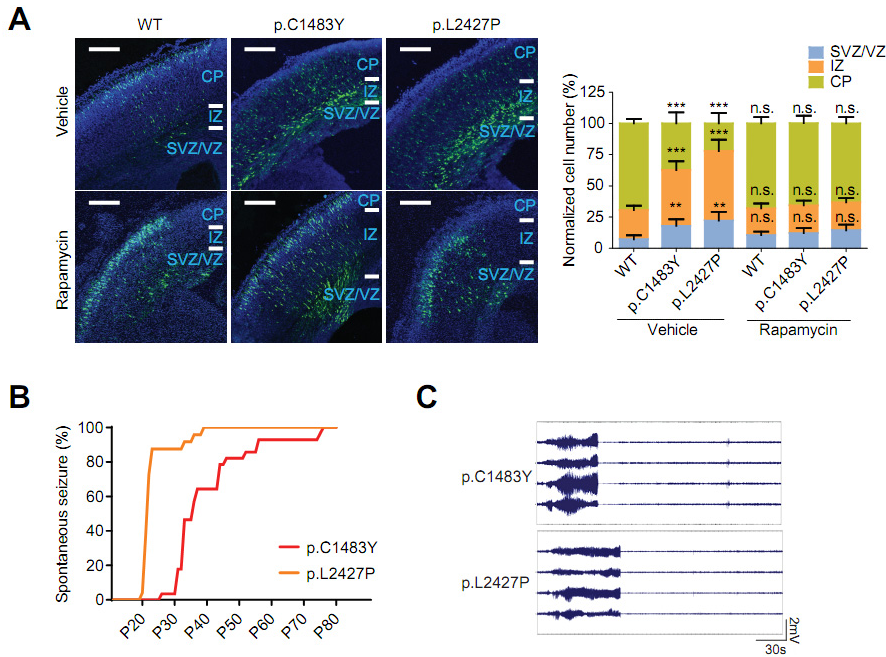 A
WT
p.C1483Y
p.L2427P
Vehicle
CP
IZ
SVZ/VZ
CP
IZ
SVZ/VZ
CP
IZ
SVZ/VZ
Rapamycin
CP
IZ
SVZ/VZ
CP
IZ
SVZ/VZ
CP
IZ
SVZ/VZ
SVZ/VZ
IZ
CP
Normalized cell number (%)
125
100
75
50
25
0
*** *** n.s. n.s. n.s.
***
***
** ** n.s. n.s. n.s.
n.s. n.s. n.s.
WT
p.C1483Y
p.L2427P
WT
p.C1483Y
p.L2427P
Vehicle
Rapamycin
B
Spontaneous seizure (%)
100
80
60
40
20
0
p.C1483Y
p.L2427P
P20
P30
P40
P50
P60
P70
P80
C
p.C1483Y
p.L2427P
2mV
30s